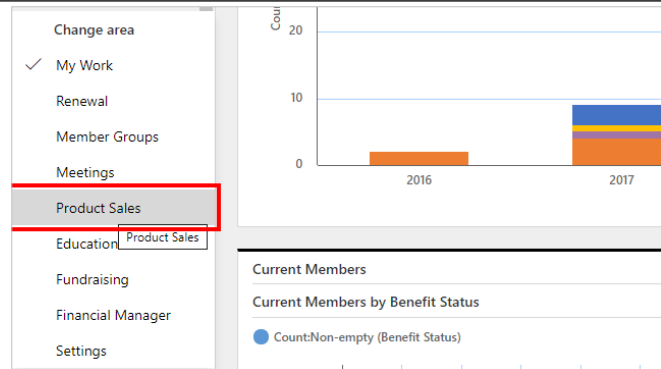 Change area
My Work
Renewal
Member Groups
Meetings
Product Sales
Product Sales
Education
Fundraising
Financial Manager
Settings
20
10
0
2016
2017
Current Members
Current Members by Benefit Status
Count:Non-empty (Benefit Status)